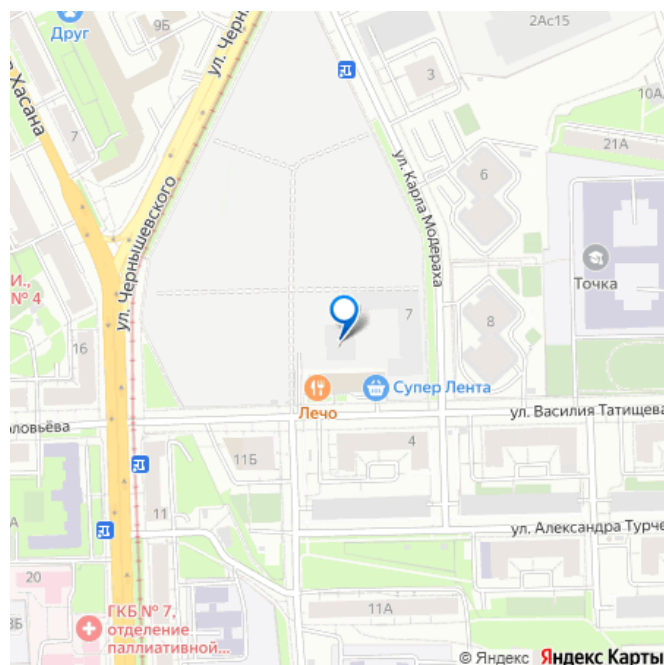 2Ас15
9Б
Друг
3
10А
Хасана
7
ул. Черн
21А
ул. Чернышевского
ул. Карла Модераха
6
Точка
И.,
№ 4
7
8
16
Супер Лента
Лечо
ул. Василия Татищева
оловьёва
4
11Б
11
А
ул. Александра Турче
20
11А
ГКБ № 7,
отделение
паллиативной...
3Б
© Яндекс Яндекс Карты